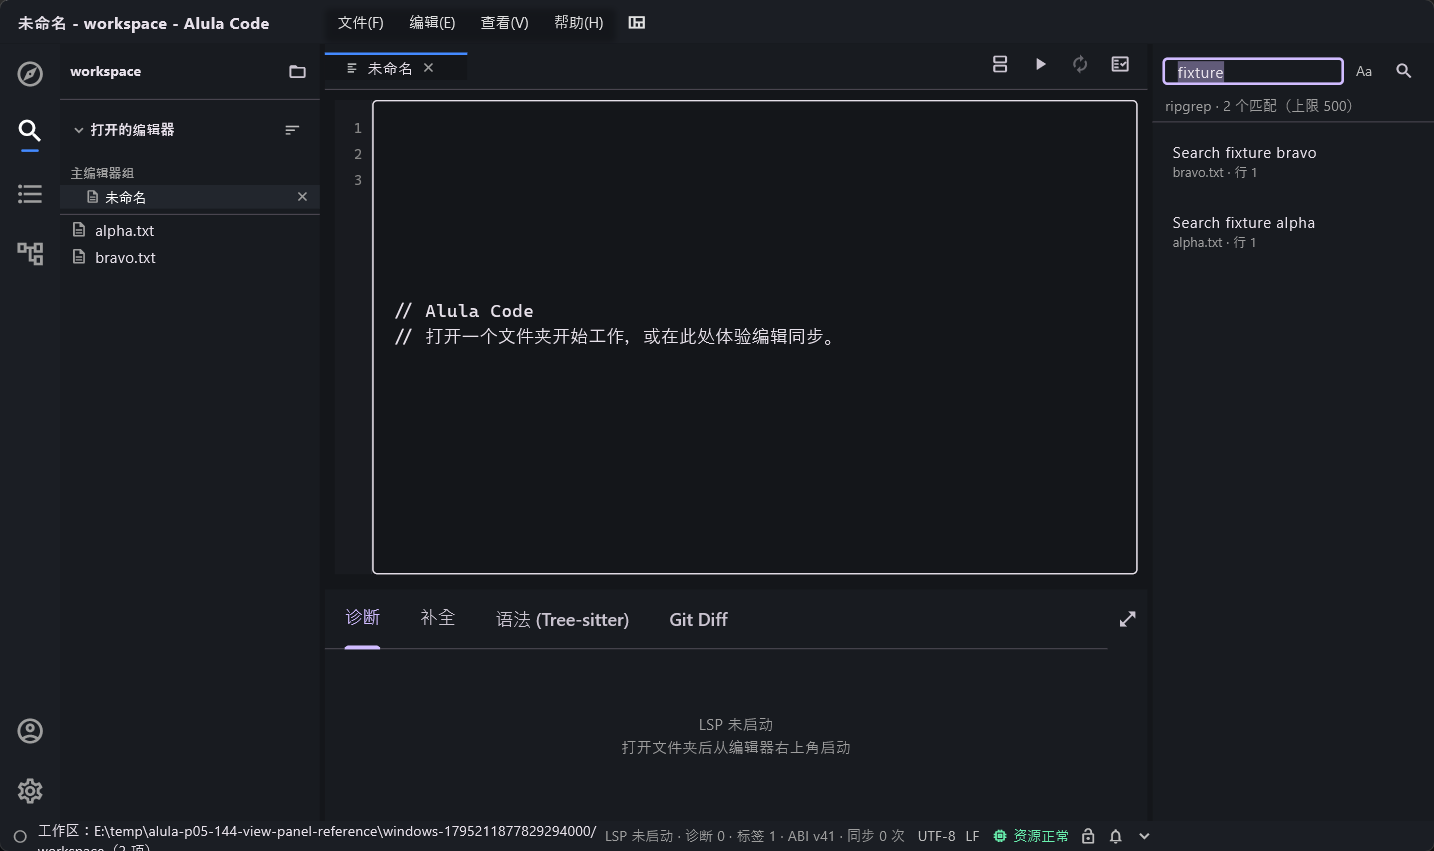 未命名 - workspace - Alula Code
文件(F) 编辑(E) 查看(V) 帮助(H)
workspace
打开的编辑器
主编辑器组
未命名
alpha.txt
bravo.txt
未命名
1
2
3
// Alula Code
// 打开一个文件夹开始工作，或在此处体验编辑同步。
诊断 补全 语法 (Tree-sitter) Git Diff
LSP 未启动
打开文件夹后从编辑器右上角启动
fixture Aa
ripgrep · 2 个匹配（上限 500）
Search fixture bravo
bravo.txt · 行 1
Search fixture alpha
alpha.txt · 行 1
工作区：E:\temp\alula-p05-144-view-panel-reference\windows-1795211877829294000/
workspace（2 项）
LSP 未启动 · 诊断 0 · 标签 1 · ABI v41 · 同步 0 次 UTF-8 LF 资源正常